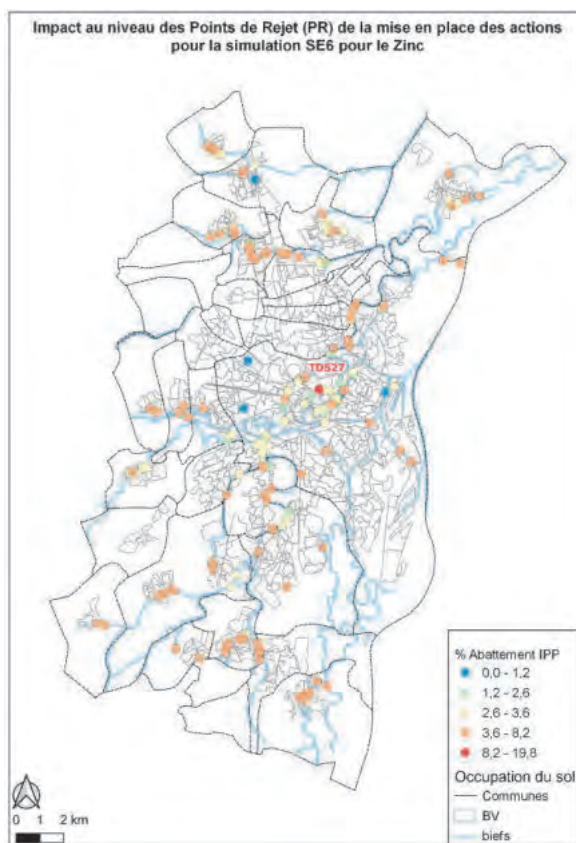 Impact au niveau des Points de Rejet (PR) de la mise en place des actions
pour la simulation SE6 pour le Zinc
TDS27
% Abattement IPP
0,0 - 1,2
1,2 - 2,6
2,6 - 3,6
3,6 - 8,2
8,2 - 19,8
Occupation du sol
Communes
BV
biefs
0 1 2 km